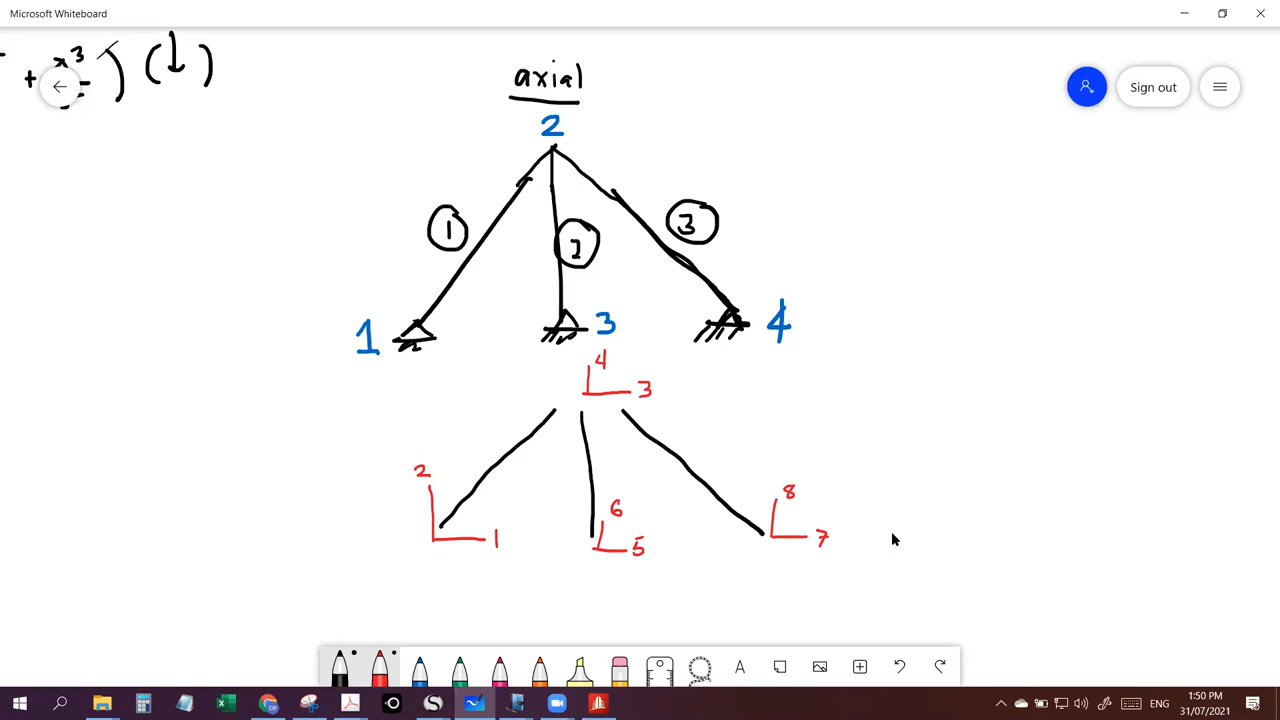 Microsoft Whiteboard
+ x³ ) (↓)
Sign out
axial
2
1
2
3
1
3
4
4
3
2
1
6
5
8
7
A
1:50 PM
31/07/2021